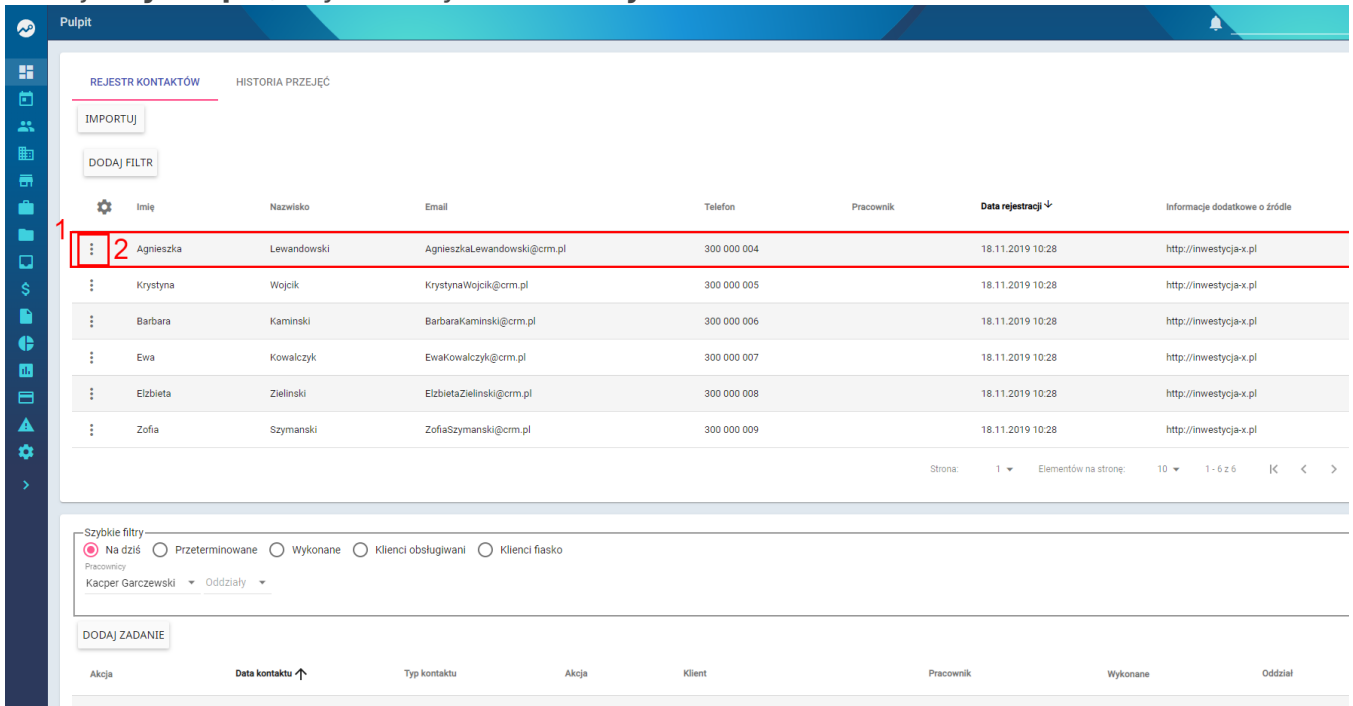 Pulpit
REJESTR KONTAKTÓW HISTORIA PRZEJĘĆ
IMPORTUJ
DODAJ FILTR
Imię Nazwisko Email Telefon Pracownik Data rejestracji Informacje dodatkowe o źródle
1
2 Agnieszka Lewandowski AgnieszkaLewandowski@crm.pl 300 000 004 18.11.2019 10:28 http://inwestycja-x.pl
Krystyna Wojcik KrystynaWojcik@crm.pl 300 000 005 18.11.2019 10:28 http://inwestycja-x.pl
Barbara Kaminski BarbaraKaminski@crm.pl 300 000 006 18.11.2019 10:28 http://inwestycja-x.pl
Ewa Kowalczyk EwaKowalczyk@crm.pl 300 000 007 18.11.2019 10:28 http://inwestycja-x.pl
Elzbieta Zielinski ElzbietaZielinski@crm.pl 300 000 008 18.11.2019 10:28 http://inwestycja-x.pl
Zofia Szymanski ZofiaSzymanski@crm.pl 300 000 009 18.11.2019 10:28 http://inwestycja-x.pl
Strona: 1 Elementów na stronę: 10 1 - 6 z 6
Szybkie filtry
Na dziś Przeterminowane Wykonane Klienci obsługiwani Klienci fiasko
Pracownicy
Kacper Garczewski Oddziały
DODAJ ZADANIE
Akcja Data kontaktu Typ kontaktu Akcja Klient Pracownik Wykonane Oddział